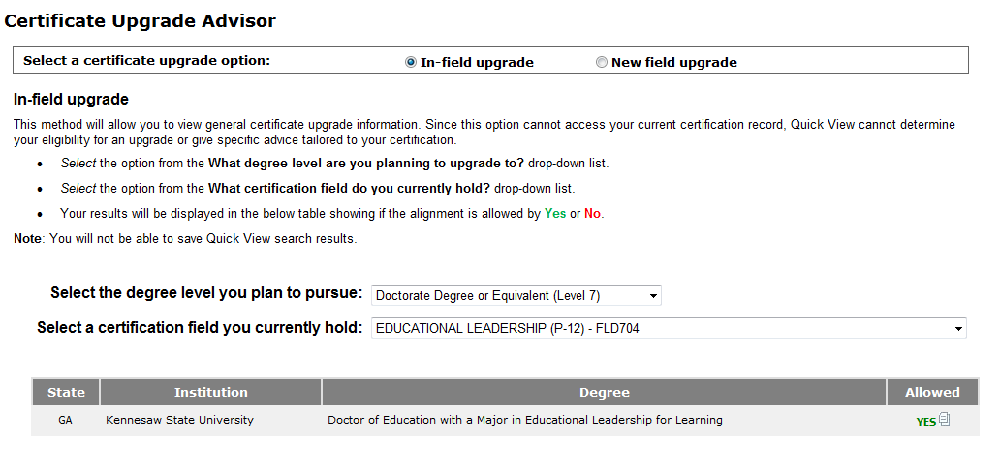 Certificate Upgrade Advisor
Select a certificate upgrade option: In-field upgrade New field upgrade
In-field upgrade
This method will allow you to view general certificate upgrade information. Since this option cannot access your current certification record, Quick View cannot determine
your eligibility for an upgrade or give specific advice tailored to your certification.
• Select the option from the What degree level are you planning to upgrade to? drop-down list.
• Select the option from the What certification field do you currently hold? drop-down list.
• Your results will be displayed in the below table showing if the alignment is allowed by Yes or No.
Note: You will not be able to save Quick View search results.
Select the degree level you plan to pursue: Doctorate Degree or Equivalent (Level 7)
Select a certification field you currently hold: EDUCATIONAL LEADERSHIP (P-12) - FLD704
State Institution Degree Allowed
GA Kennesaw State University Doctor of Education with a Major in Educational Leadership for Learning YES